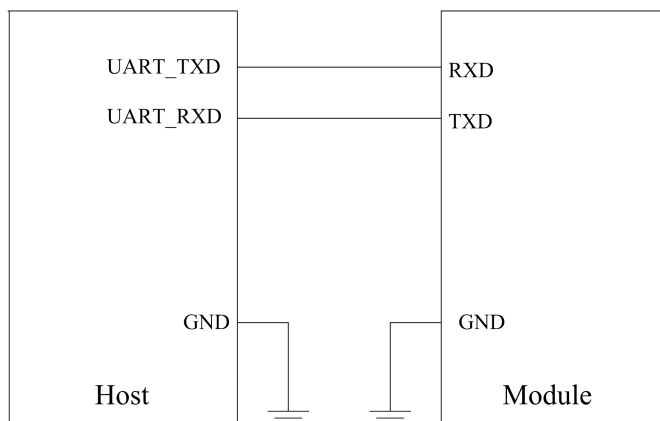 UART_TXD
RXD
UART_RXD
TXD
GND
GND
Host
Module